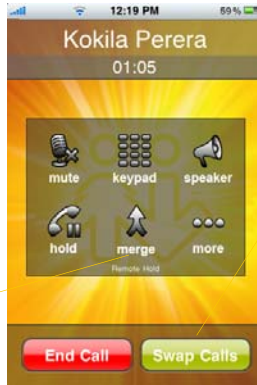 12:19 PM 69%
Kokila Perera
01:05
mute keypad speaker
hold merge more
Remote Hold
End Call Swap Calls